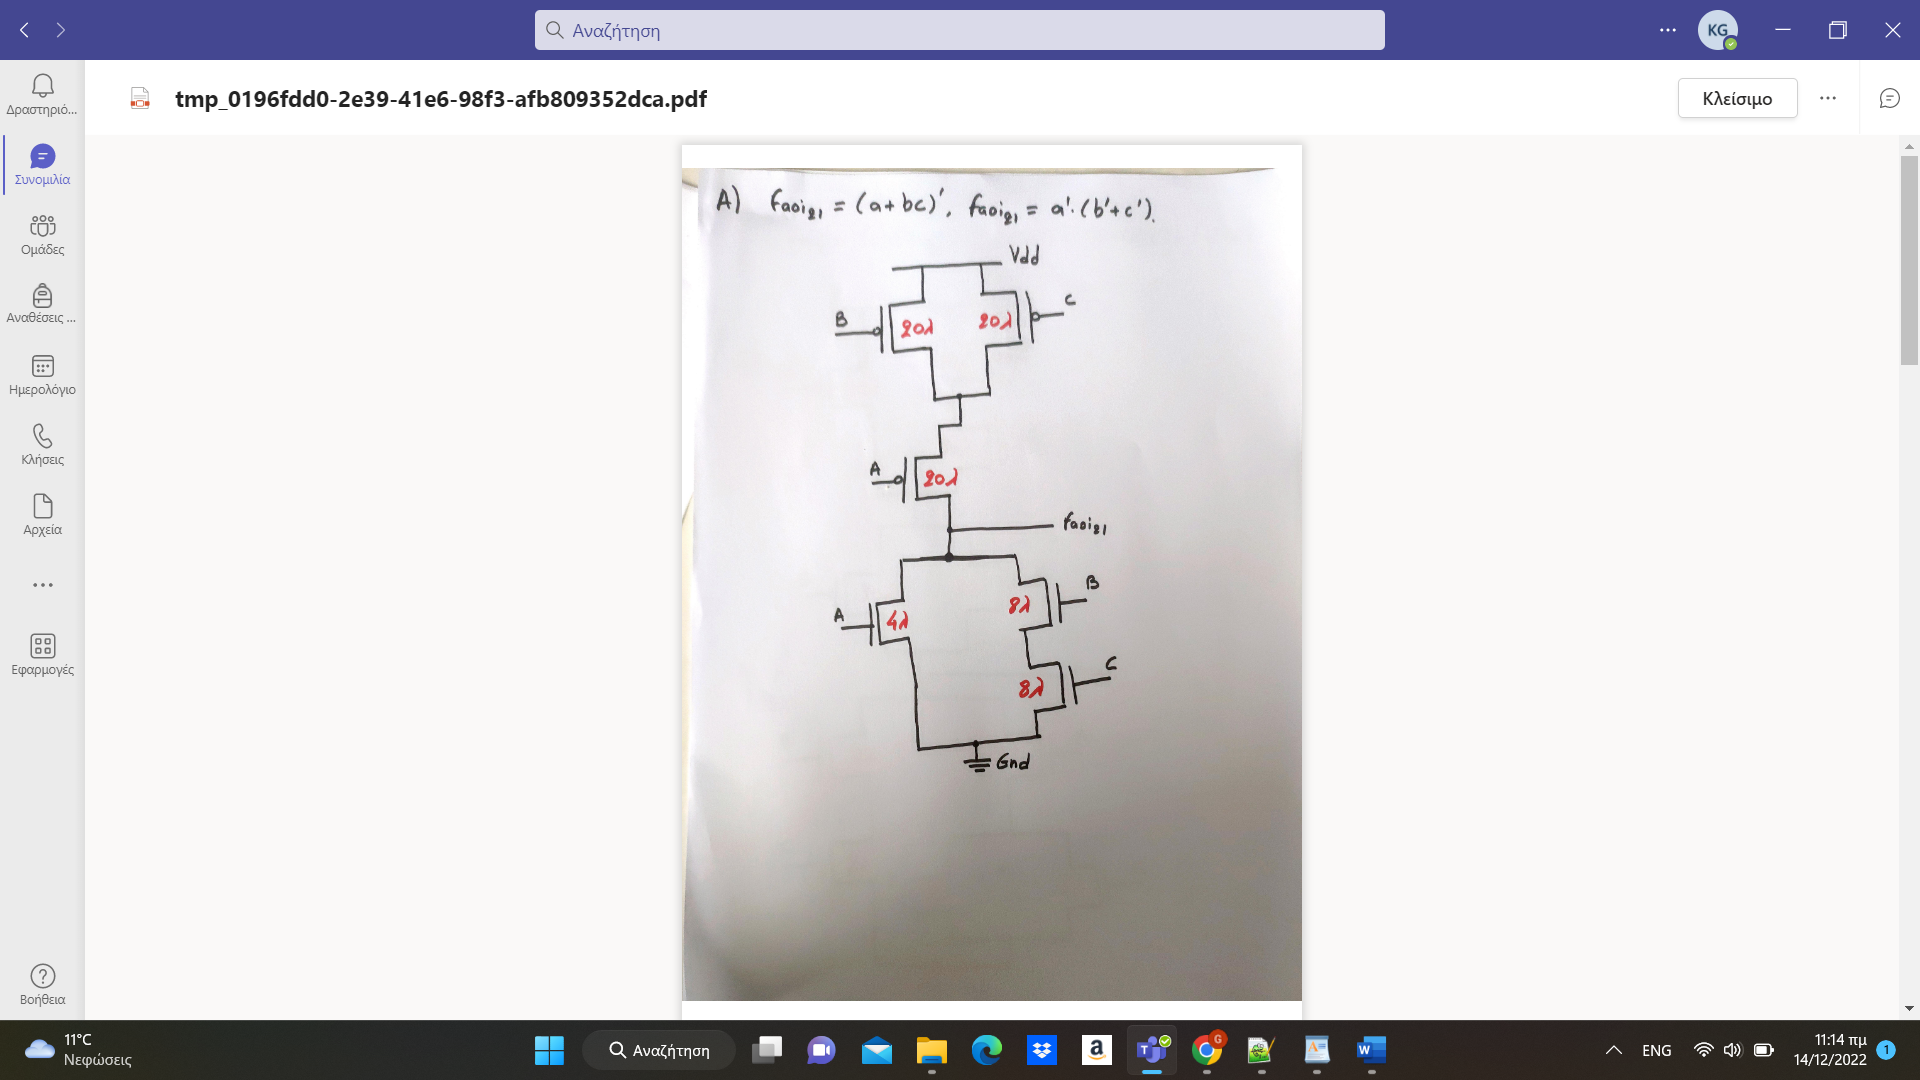 Αναζήτηση
KG
Δραστηριό...
Συνομιλία
Ομάδες
Αναθέσεις ...
Ημερολόγιο
Κλήσεις
Αρχεία
Εφαρμογές
Βοήθεια
tmp_0196fdd0-2e39-41e6-98f3-afb809352dca.pdf
Κλείσιμο
A) faoi21 = (a+bc)', faoi21 = a'·(b'+c').
Vdd
B 20λ 20λ C
A 20λ
faoi21
A 4λ 8λ B
8λ C
Gnd
11°C
Νεφώσεις
Αναζήτηση
ENG
11:14 πμ
14/12/2022
1